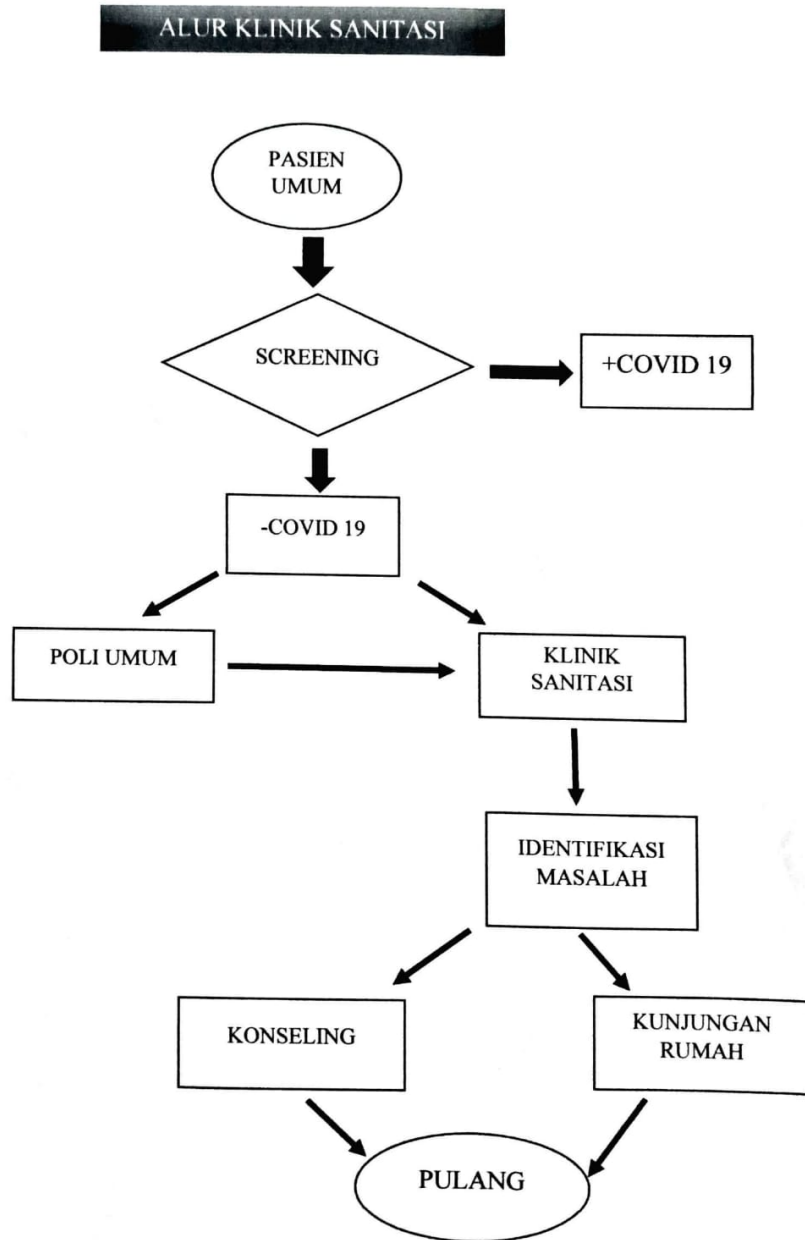 ALUR KLINIK SANITASI
PASIEN
UMUM
SCREENING
+COVID 19
-COVID 19
POLI UMUM
KLINIK
SANITASI
IDENTIFIKASI
MASALAH
KONSELING
KUNJUNGAN
RUMAH
PULANG